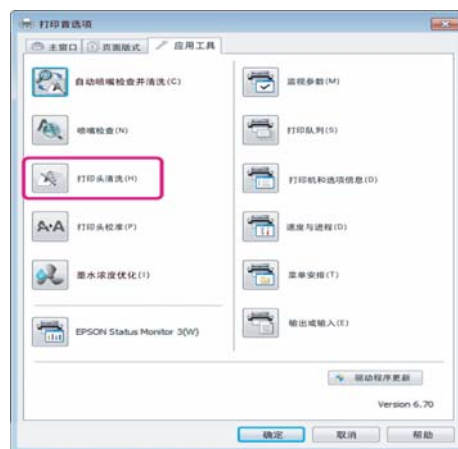 打印首选项
主窗口
页面版式
应用工具
自动喷嘴检查并清洗(C)
喷嘴检查(N)
打印头清洗(H)
打印头校准(P)
墨水浓度优化(I)
EPSON Status Monitor 3(W)
监视参数(M)
打印队列(S)
打印机和选项信息(O)
速度与进程(D)
菜单安排(T)
输出或输入(E)
驱动程序更新
Version 6.70
确定
取消
帮助